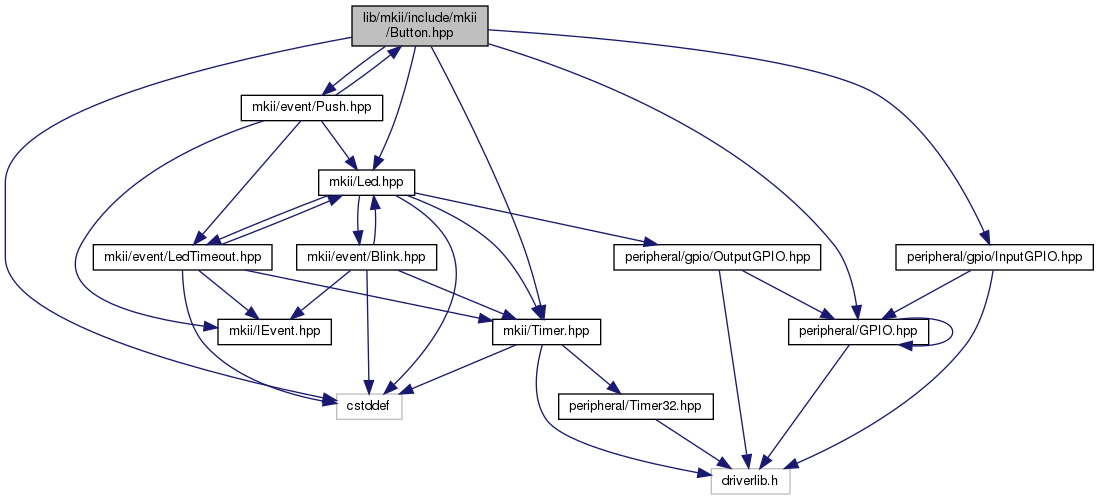 lib/mkii/include/mkii
/Button.hpp
mkii/event/Push.hpp
mkii/Led.hpp
mkii/event/LedTimeout.hpp
mkii/event/Blink.hpp
peripheral/gpio/OutputGPIO.hpp
peripheral/gpio/InputGPIO.hpp
mkii/IEvent.hpp
mkii/Timer.hpp
peripheral/GPIO.hpp
cstddef
peripheral/Timer32.hpp
driverlib.h